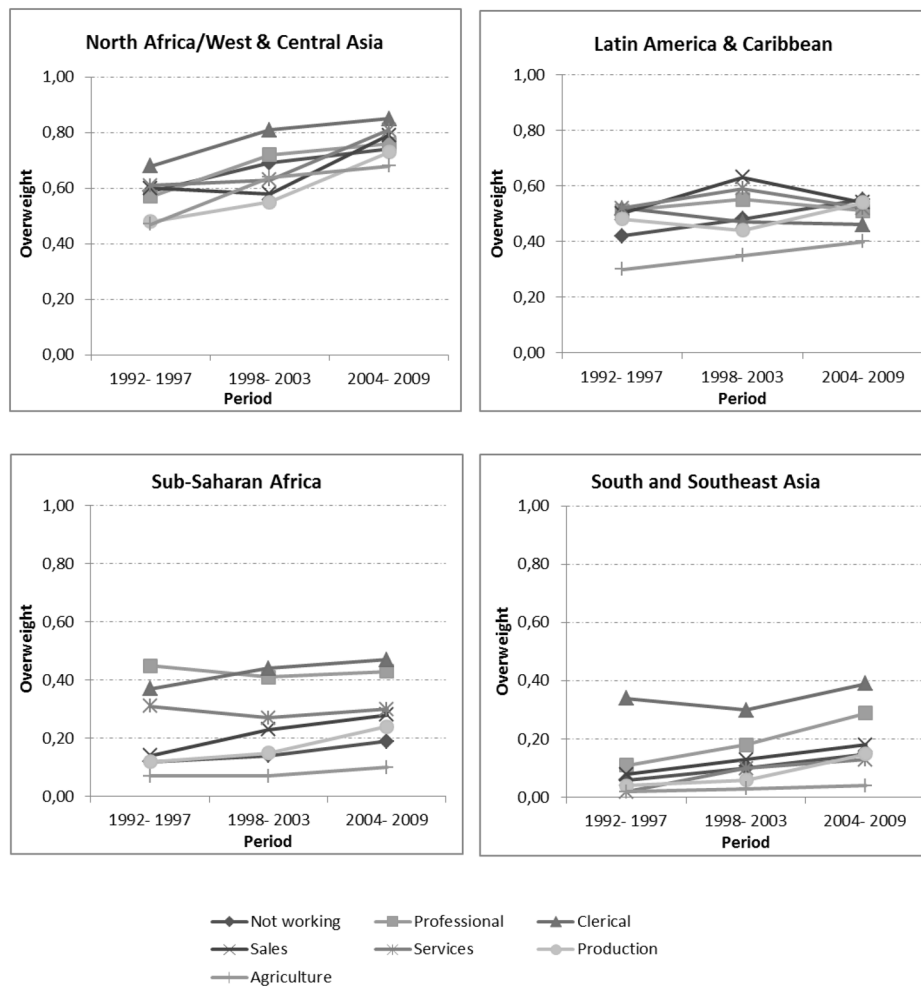 North Africa/West & Central Asia
1,00
0,80
0,60
0,40
0,20
0,00
Overweight
1992- 1997 1998- 2003 2004- 2009
Period
Latin America & Caribbean
1,00
0,80
0,60
0,40
0,20
0,00
Overweight
1992- 1997 1998- 2003 2004- 2009
Period
Sub-Saharan Africa
1,00
0,80
0,60
0,40
0,20
0,00
Overweight
1992- 1997 1998- 2003 2004- 2009
Period
South and Southeast Asia
1,00
0,80
0,60
0,40
0,20
0,00
Overweight
1992- 1997 1998- 2003 2004- 2009
Period
Not working Professional Clerical
Sales Services Production
Agriculture